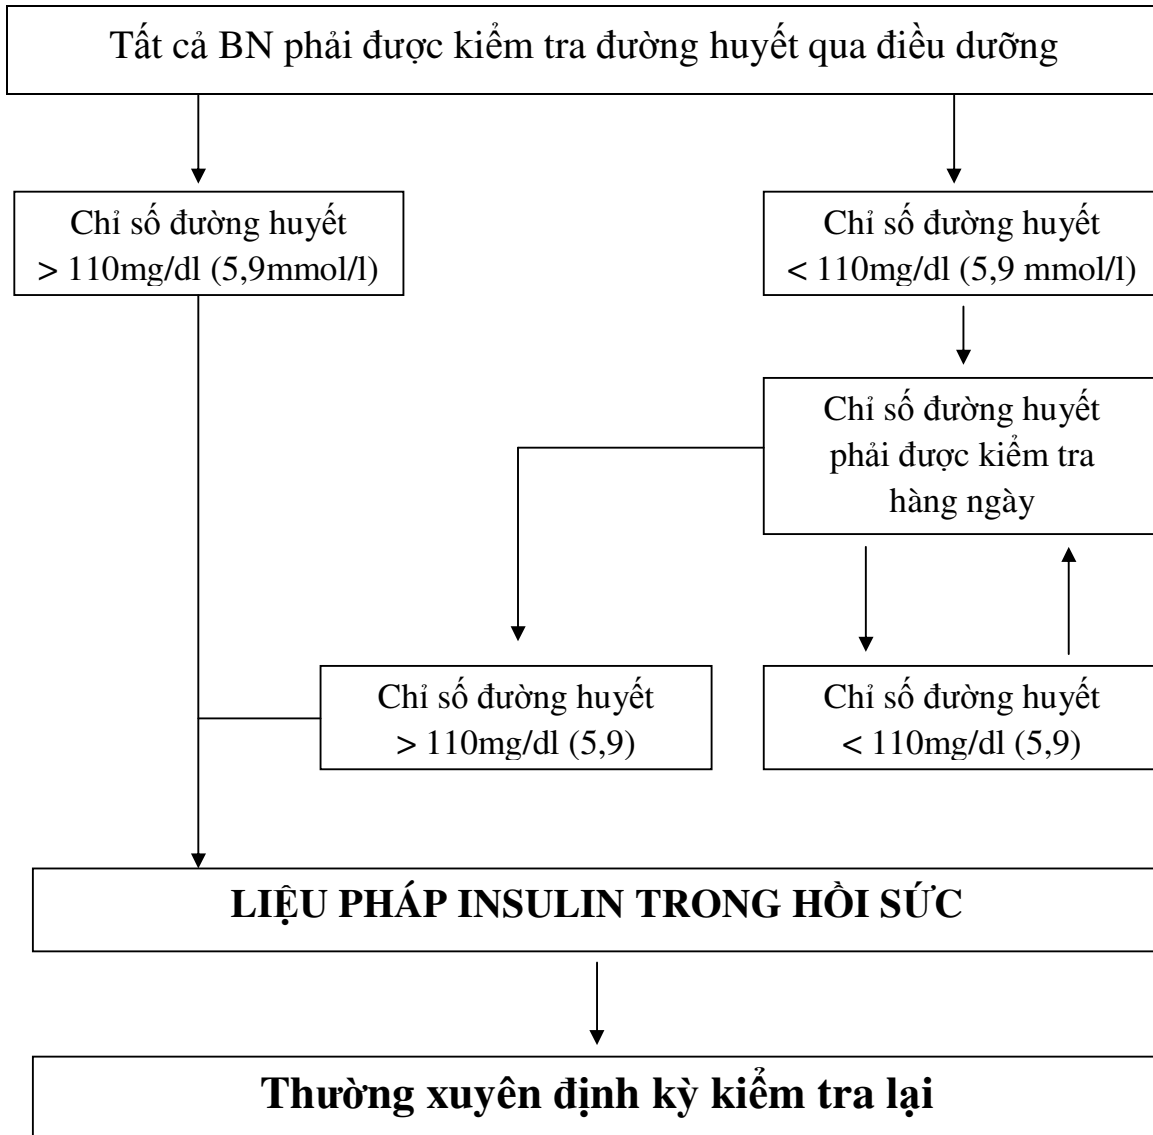 Tất cả BN phải được kiểm tra đường huyết qua điều dưỡng
Chỉ số đường huyết
> 110mg/dl (5,9mmol/l)
Chỉ số đường huyết
< 110mg/dl (5,9 mmol/l)
Chỉ số đường huyết
phải được kiểm tra
hàng ngày
Chỉ số đường huyết
> 110mg/dl (5,9)
Chỉ số đường huyết
< 110mg/dl (5,9)
LIỆU PHÁP INSULIN TRONG HỒI SỨC
Thường xuyên định kỳ kiểm tra lại